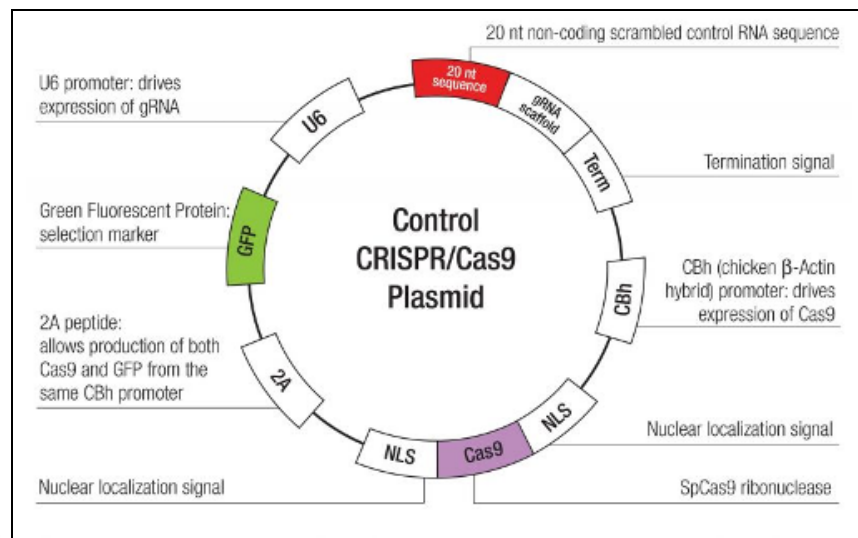 20 nt non-coding scrambled control RNA sequence
20 nt
sequence
gRNA
scaffold
Term
Termination signal
U6 promoter: drives
expression of gRNA
U6
Green Fluorescent Protein:
selection marker
GFP
Control
CRISPR/Cas9
Plasmid
CBh
CBh (chicken β-Actin
hybrid) promoter: drives
expression of Cas9
2A peptide:
allows production of both
Cas9 and GFP from the
same CBh promoter
2A
NLS
Cas9
NLS
Nuclear localization signal
Nuclear localization signal
SpCas9 ribonuclease